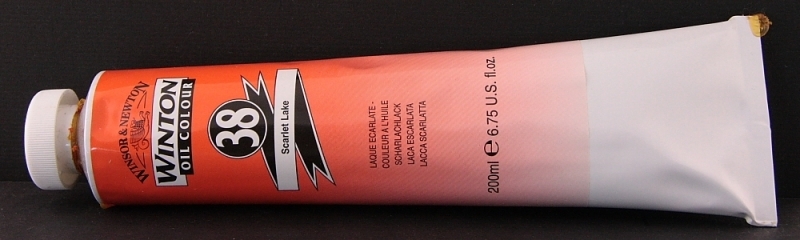 WINSOR & NEWTON
WINTON
OIL COLOUR
38
Scarlet Lake
LAQUE ECARLATE -
COULEUR A L'HUILE
SCHARLACHLACK
LACA ESCARLATA
LACCA SCARLATTA
200ml e 6.75 U.S. fl.oz.